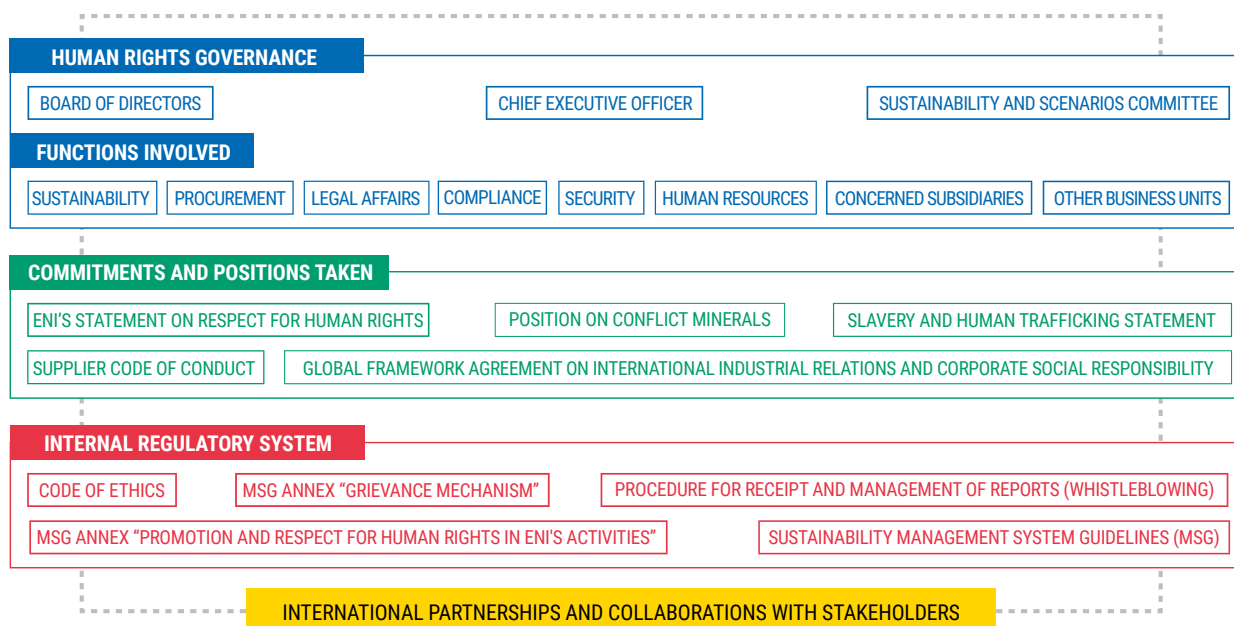 HUMAN RIGHTS GOVERNANCE
BOARD OF DIRECTORS
CHIEF EXECUTIVE OFFICER
SUSTAINABILITY AND SCENARIOS COMMITTEE
FUNCTIONS INVOLVED
SUSTAINABILITY
PROCUREMENT
LEGAL AFFAIRS
COMPLIANCE
SECURITY
HUMAN RESOURCES
CONCERNED SUBSIDIARIES
OTHER BUSINESS UNITS
COMMITMENTS AND POSITIONS TAKEN
ENI'S STATEMENT ON RESPECT FOR HUMAN RIGHTS
POSITION ON CONFLICT MINERALS
SLAVERY AND HUMAN TRAFFICKING STATEMENT
SUPPLIER CODE OF CONDUCT
GLOBAL FRAMEWORK AGREEMENT ON INTERNATIONAL INDUSTRIAL RELATIONS AND CORPORATE SOCIAL RESPONSIBILITY
INTERNAL REGULATORY SYSTEM
CODE OF ETHICS
MSG ANNEX “GRIEVANCE MECHANISM”
PROCEDURE FOR RECEIPT AND MANAGEMENT OF REPORTS (WHISTLEBLOWING)
MSG ANNEX “PROMOTION AND RESPECT FOR HUMAN RIGHTS IN ENI'S ACTIVITIES”
SUSTAINABILITY MANAGEMENT SYSTEM GUIDELINES (MSG)
INTERNATIONAL PARTNERSHIPS AND COLLABORATIONS WITH STAKEHOLDERS